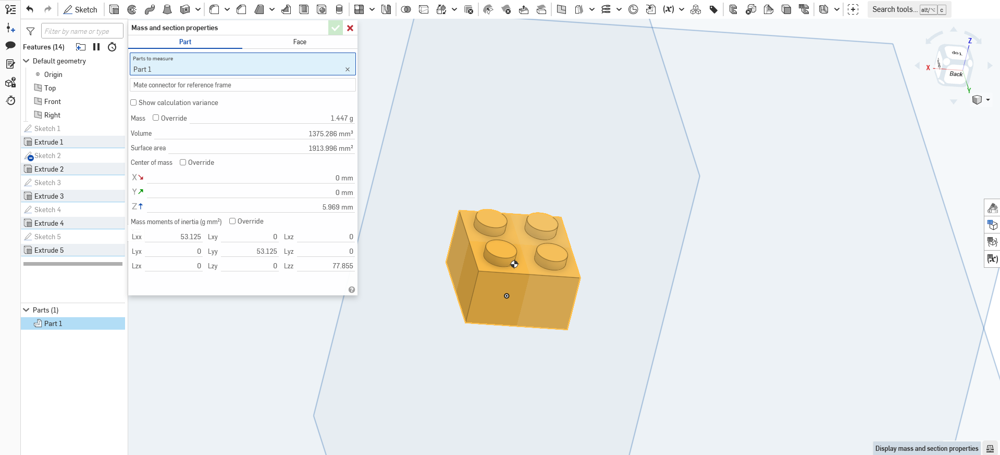 Sketch
Search tools... alt/⌥ c
Filter by name or type
Features (14)
Default geometry
Origin
Top
Front
Right
Sketch 1
Extrude 1
Sketch 2
Extrude 2
Sketch 3
Extrude 3
Sketch 4
Extrude 4
Sketch 5
Extrude 5
Parts (1)
Part 1
Mass and section properties
Part Face
Parts to measure
Part 1
Mate connector for reference frame
Show calculation variance
Mass Override 1.447 g
Volume 1375.286 mm³
Surface area 1913.996 mm²
Center of mass Override
X 0 mm
Y 0 mm
Z 5.969 mm
Mass moments of inertia (g mm²) Override
Lxx 53.125 Lxy 0 Lxz 0
Lyx 0 Lyy 53.125 Lyz 0
Lzx 0 Lzy 0 Lzz 77.855
Z
Top
X
Back
Y
(x)
(x)
Display mass and section properties